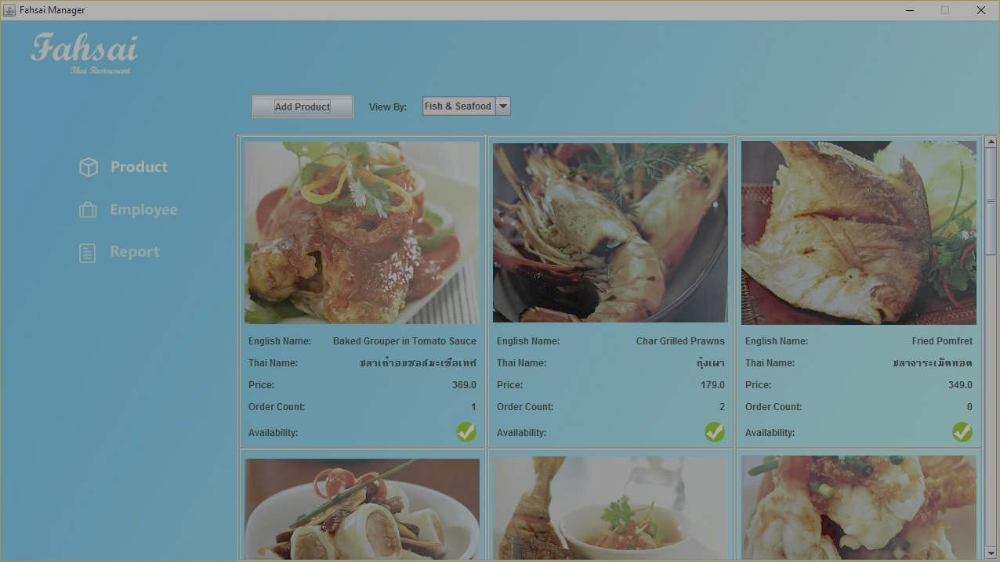 Fahsai Manager
Fahsai
Thai Restaurant
Add Product
View By:
Fish & Seafood
Product
Employee
Report
English Name: Baked Grouper in Tomato Sauce
Thai Name: ปลาเก๋าอบซอสมะเขือเทศ
Price: 369.0
Order Count: 1
Availability:
English Name: Char Grilled Prawns
Thai Name: กุ้งเผา
Price: 179.0
Order Count: 2
Availability:
English Name: Fried Pomfret
Thai Name: ปลาจาระเม็ดทอด
Price: 349.0
Order Count: 0
Availability: